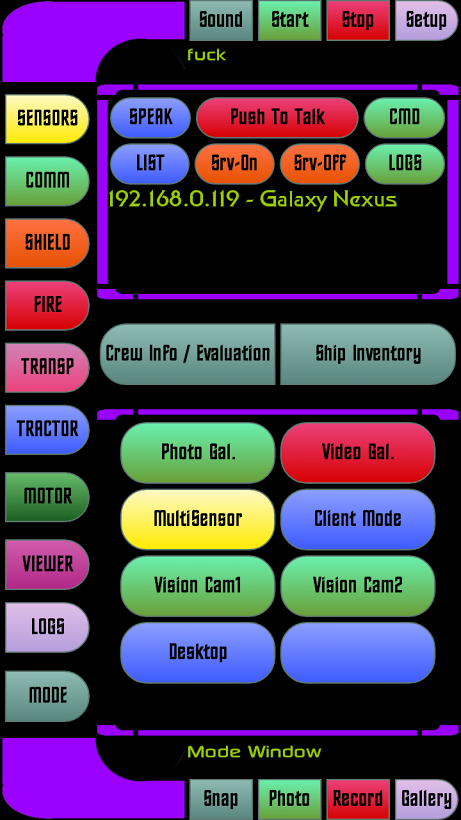 Sound Start Stop Setup
fuck
SENSORS SPEAK Push To Talk CMD
COMM LIST Srv-On Srv-Off LOGS
192.168.0.119 - Galaxy Nexus
SHIELD
FIRE
TRANSP Crew Info / Evaluation Ship Inventory
TRACTOR Photo Gal. Video Gal.
MOTOR MultiSensor Client Mode
VIEWER Vision Cam1 Vision Cam2
LOGS Desktop
MODE
Mode Window
Snap Photo Record Gallery